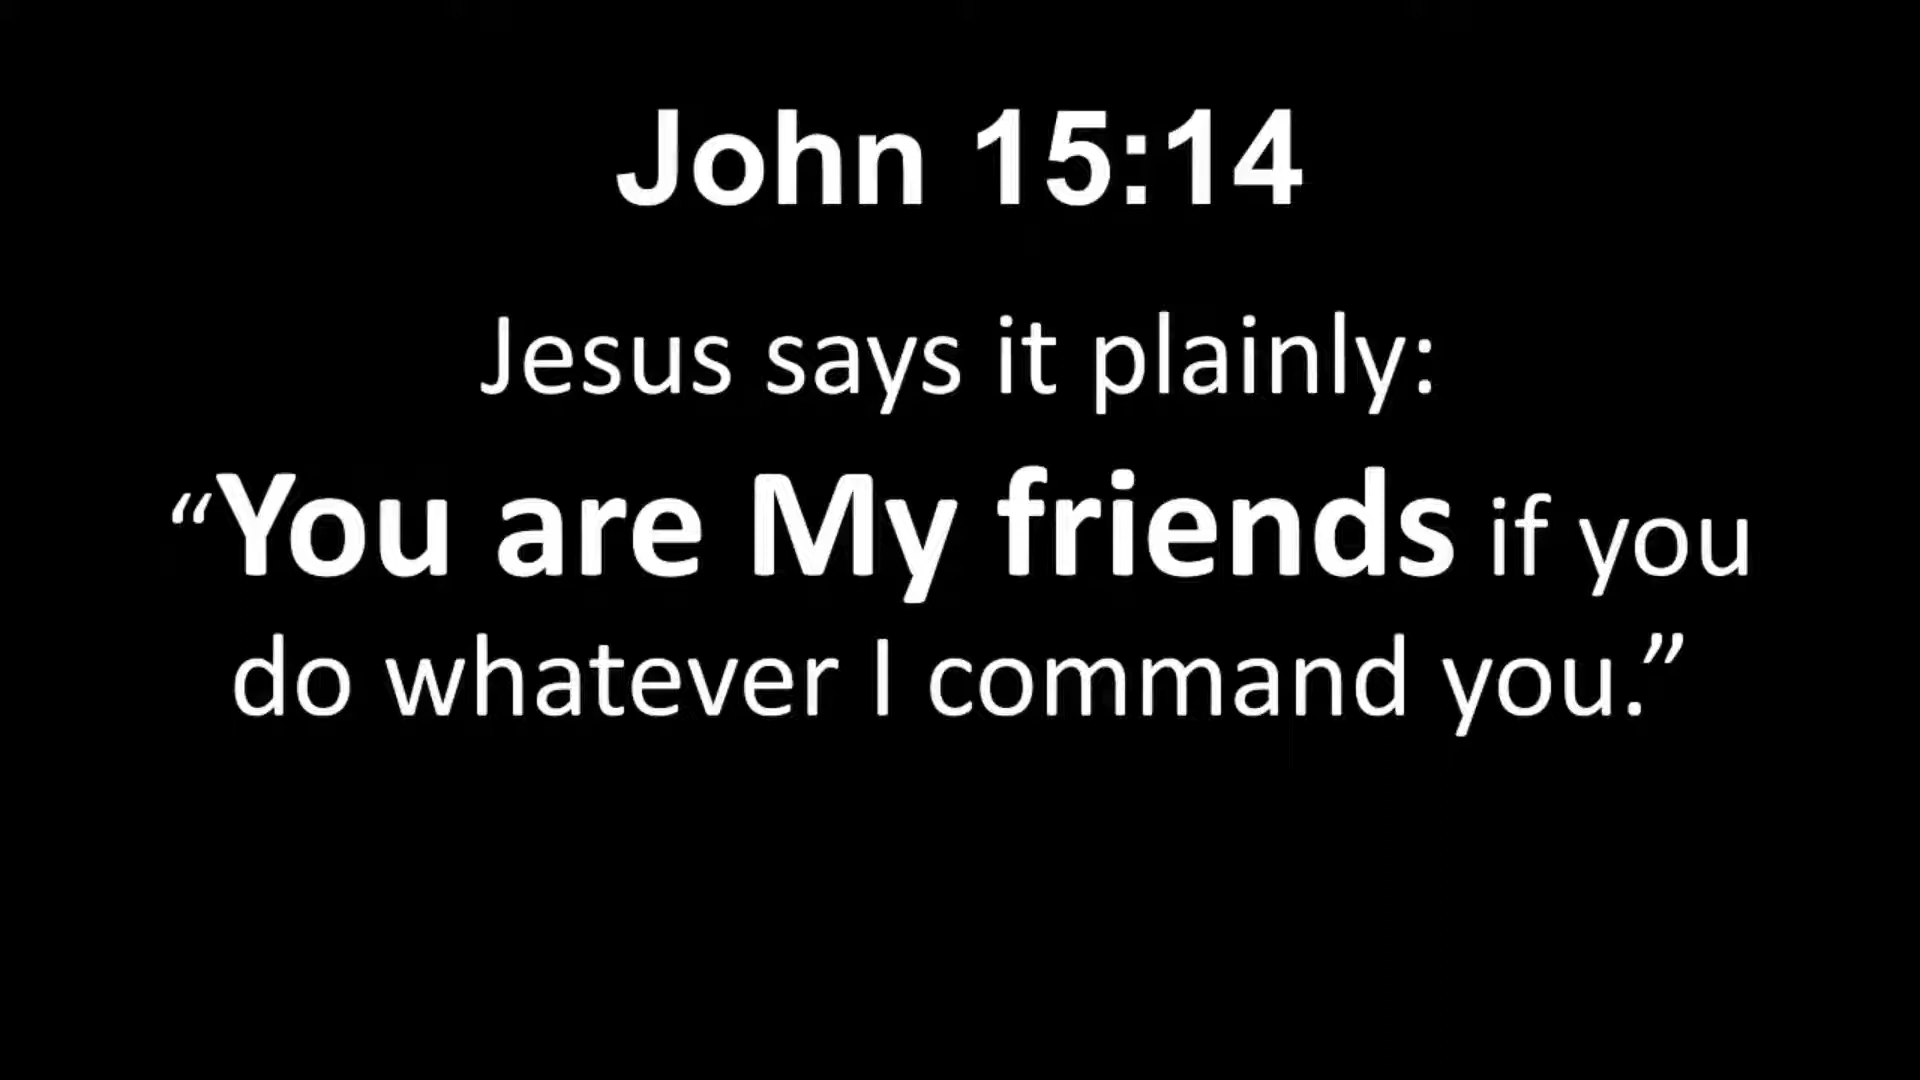 John 15:14
Jesus says it plainly:
“You are My friends if you
do whatever I command you.”